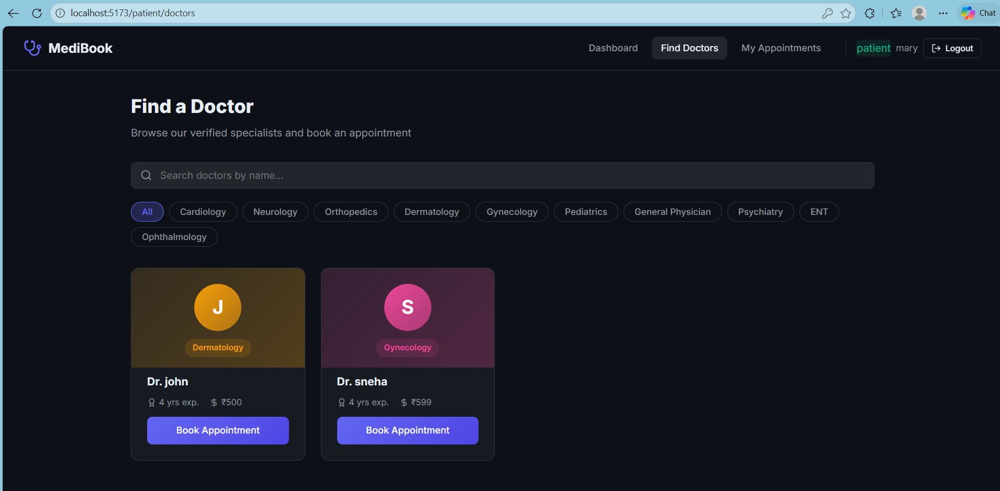 localhost:5173/patient/doctors
Chat
MediBook
Dashboard Find Doctors My Appointments patient mary Logout
Find a Doctor
Browse our verified specialists and book an appointment
Search doctors by name...
All Cardiology Neurology Orthopedics Dermatology Gynecology Pediatrics General Physician Psychiatry ENT
Ophthalmology
J
Dermatology
Dr. john
4 yrs exp. $ ₹500
Book Appointment
S
Gynecology
Dr. sneha
4 yrs exp. $ ₹599
Book Appointment